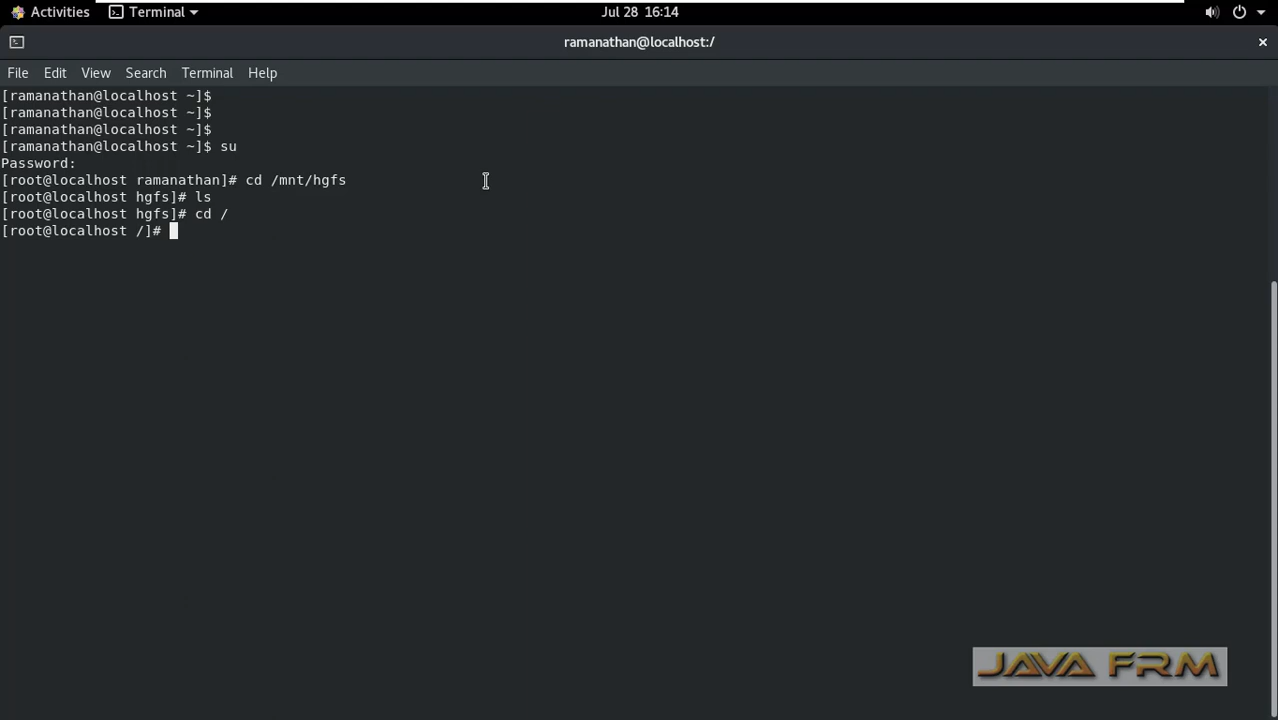 Activities Terminal Jul 28 16:14
ramanathan@localhost:/
File Edit View Search Terminal Help
[ramanathan@localhost ~]$
[ramanathan@localhost ~]$
[ramanathan@localhost ~]$
[ramanathan@localhost ~]$ su
Password:
[root@localhost ramanathan]# cd /mnt/hgfs
[root@localhost hgfs]# ls
[root@localhost hgfs]# cd /
[root@localhost /]#
JAVA FRM